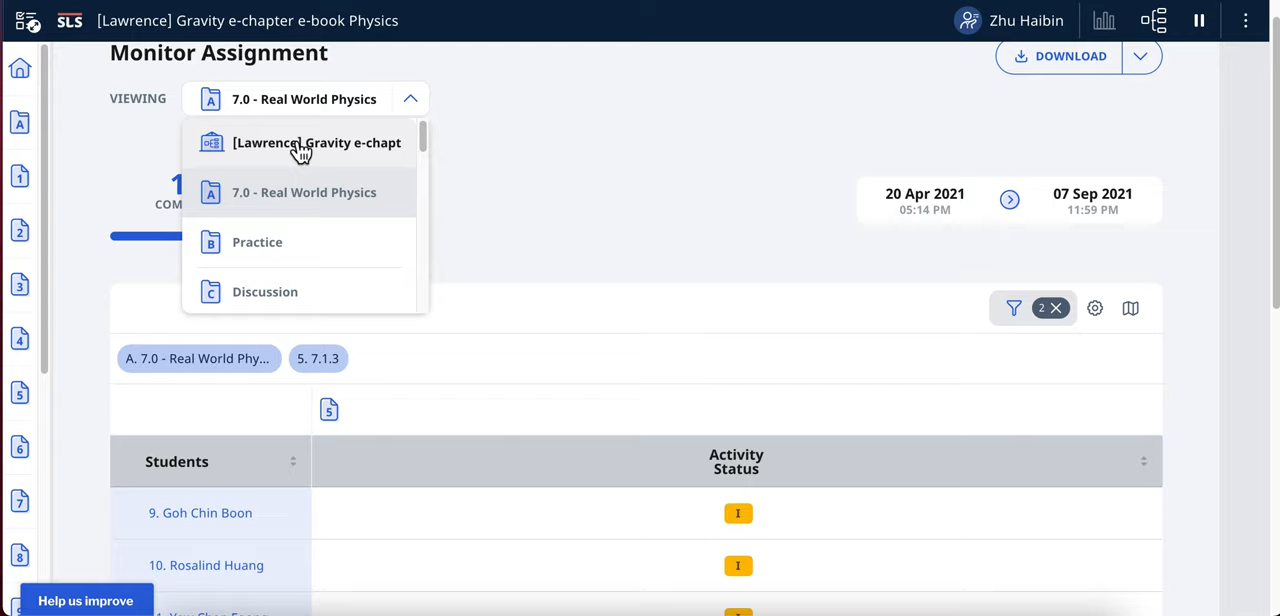 SLS [Lawrence] Gravity e-chapter e-book Physics Zhu Haibin
Monitor Assignment
DOWNLOAD
VIEWING A 7.0 - Real World Physics
[Lawrence] Gravity e-chapt
A 7.0 - Real World Physics
B Practice
C Discussion
1
COM
20 Apr 2021
05:14 PM
07 Sep 2021
11:59 PM
2
A. 7.0 - Real World Phy... 5. 7.1.3
5
Students Activity
Status
9. Goh Chin Boon I
10. Rosalind Huang I
A
1
2
3
4
5
6
7
8
Help us improve